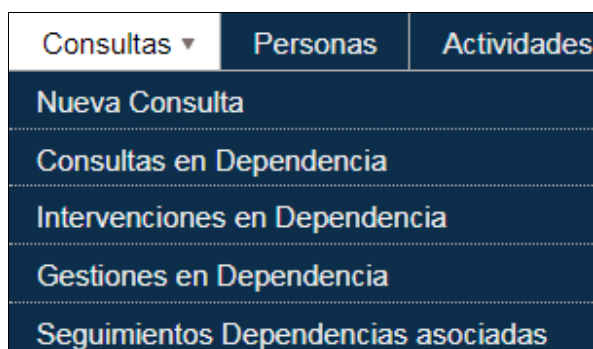 Consultas ▾ Personas Actividades
Nueva Consulta
Consultas en Dependencia
Intervenciones en Dependencia
Gestiones en Dependencia
Seguimientos Dependencias asociadas